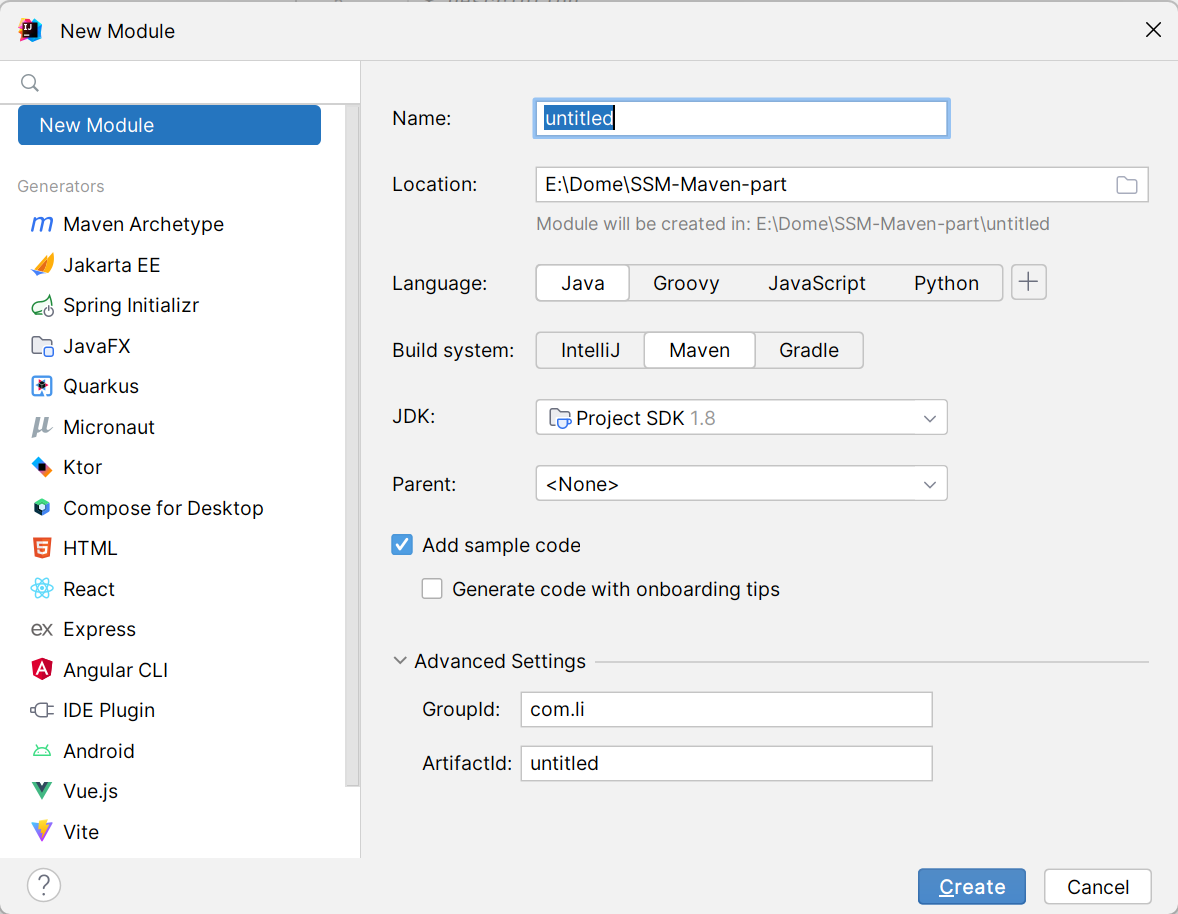 New Module
New Module
Generators
Maven Archetype
Jakarta EE
Spring Initializr
JavaFX
Quarkus
Micronaut
Ktor
Compose for Desktop
HTML
React
Express
Angular CLI
IDE Plugin
Android
Vue.js
Vite
Name: untitled
Location: E:\Dome\SSM-Maven-part
Module will be created in: E:\Dome\SSM-Maven-part\untitled
Language: Java Groovy JavaScript Python
Build system: IntelliJ Maven Gradle
JDK: Project SDK 1.8
Parent: <None>
Add sample code
Generate code with onboarding tips
Advanced Settings
GroupId: com.li
ArtifactId: untitled
? Create Cancel